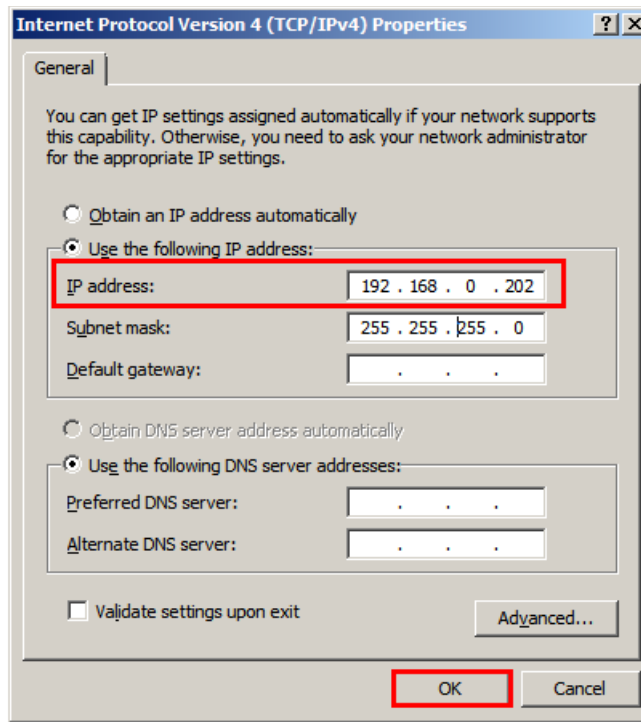 Internet Protocol Version 4 (TCP/IPv4) Properties
General
You can get IP settings assigned automatically if your network supports
this capability. Otherwise, you need to ask your network administrator
for the appropriate IP settings.
Obtain an IP address automatically
Use the following IP address:
IP address: 192 . 168 . 0 . 202
Subnet mask: 255 . 255 . 255 . 0
Default gateway: . . .
Obtain DNS server address automatically
Use the following DNS server addresses:
Preferred DNS server: . . .
Alternate DNS server: . . .
Validate settings upon exit
Advanced...
OK Cancel